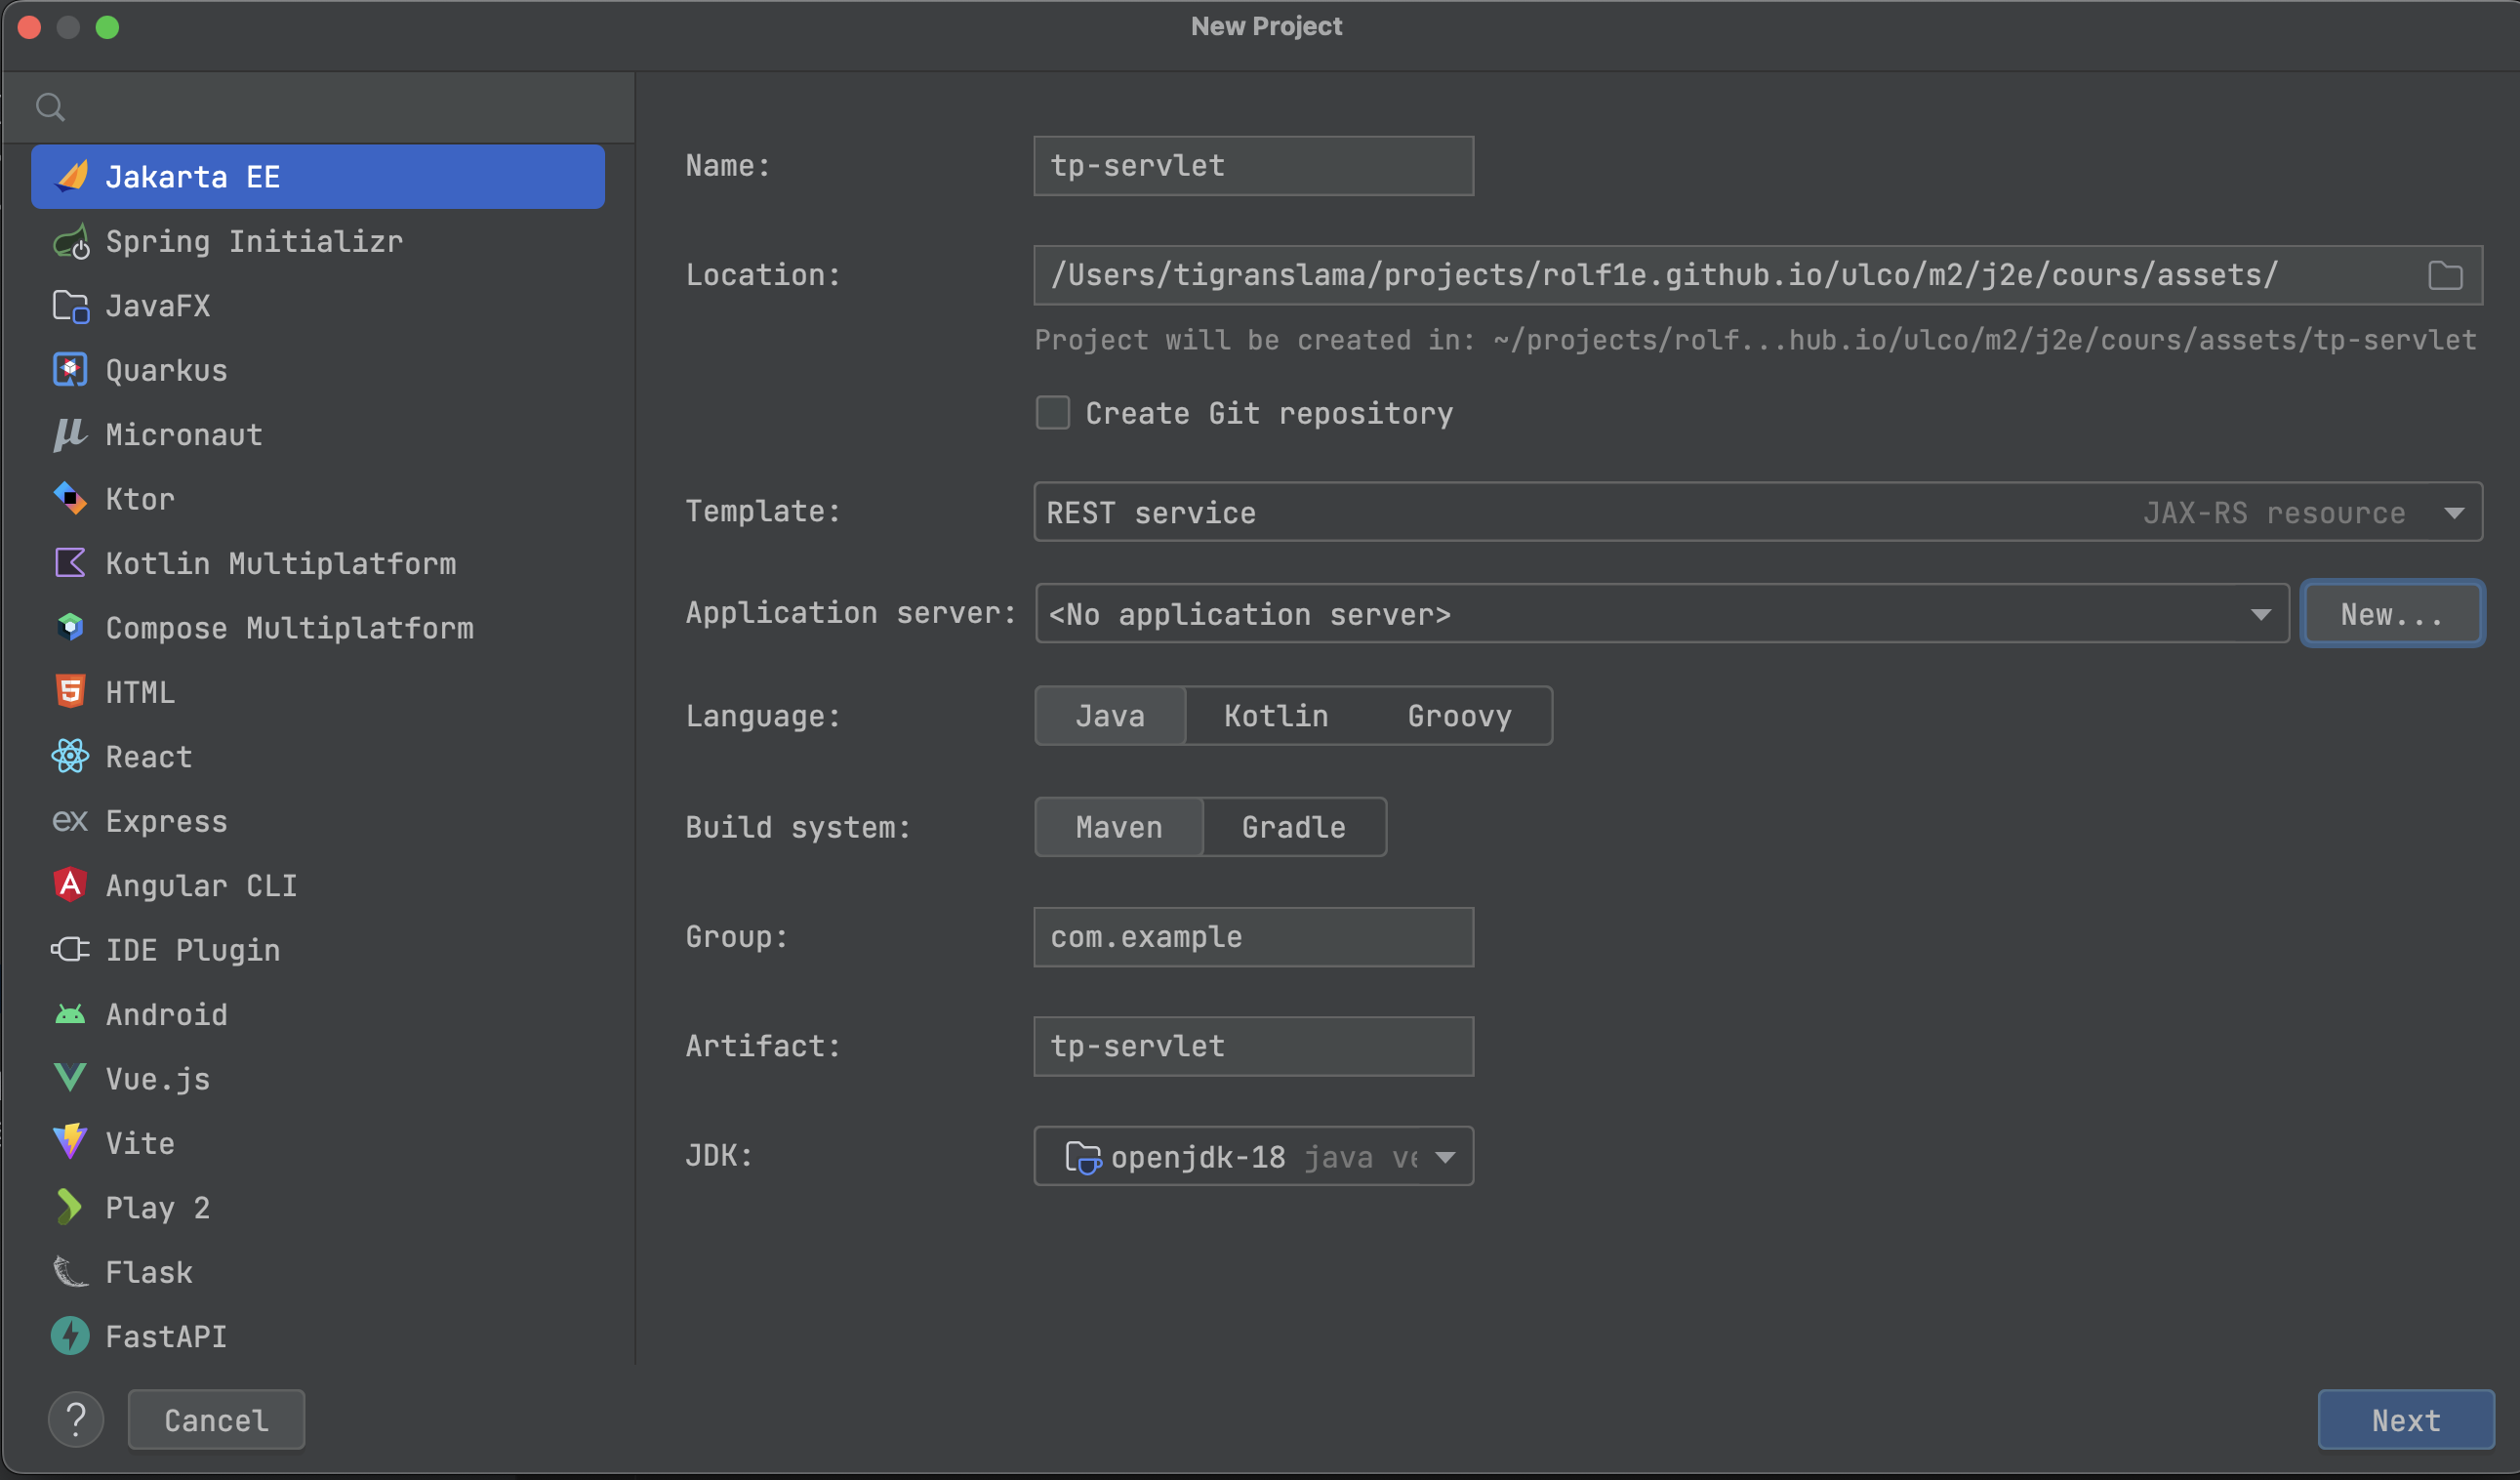 New Project
Jakarta EE
Spring Initializr
JavaFX
Quarkus
Micronaut
Ktor
Kotlin Multiplatform
Compose Multiplatform
HTML
React
Express
Angular CLI
IDE Plugin
Android
Vue.js
Vite
Play 2
Flask
FastAPI
Name: tp-servlet
Location: /Users/tigranslama/projects/rolf1e.github.io/ulco/m2/j2e/cours/assets/
Project will be created in: ~/projects/rolf...hub.io/ulco/m2/j2e/cours/assets/tp-servlet
Create Git repository
Template: REST service JAX-RS resource
Application server: <No application server> New...
Language: Java Kotlin Groovy
Build system: Maven Gradle
Group: com.example
Artifact: tp-servlet
JDK: openjdk-18 java ve
? Cancel Next